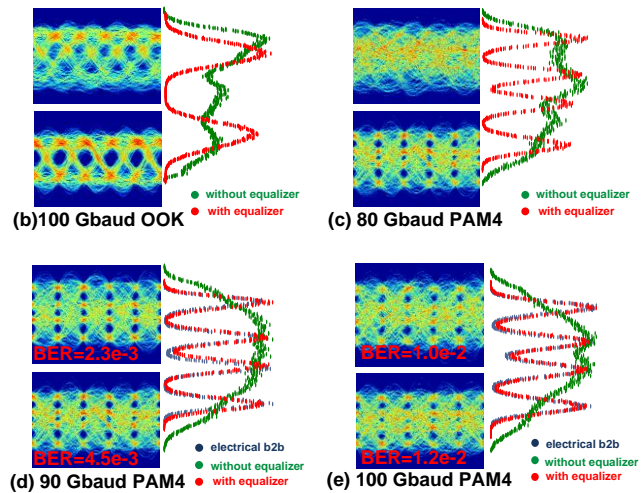 without equalizer
with equalizer
(b)100 Gbaud OOK
without equalizer
with equalizer
(c) 80 Gbaud PAM4
BER=2.3e-3
BER=4.5e-3
electrical b2b
without equalizer
with equalizer
(d) 90 Gbaud PAM4
BER=1.0e-2
BER=1.2e-2
electrical b2b
without equalizer
with equalizer
(e) 100 Gbaud PAM4